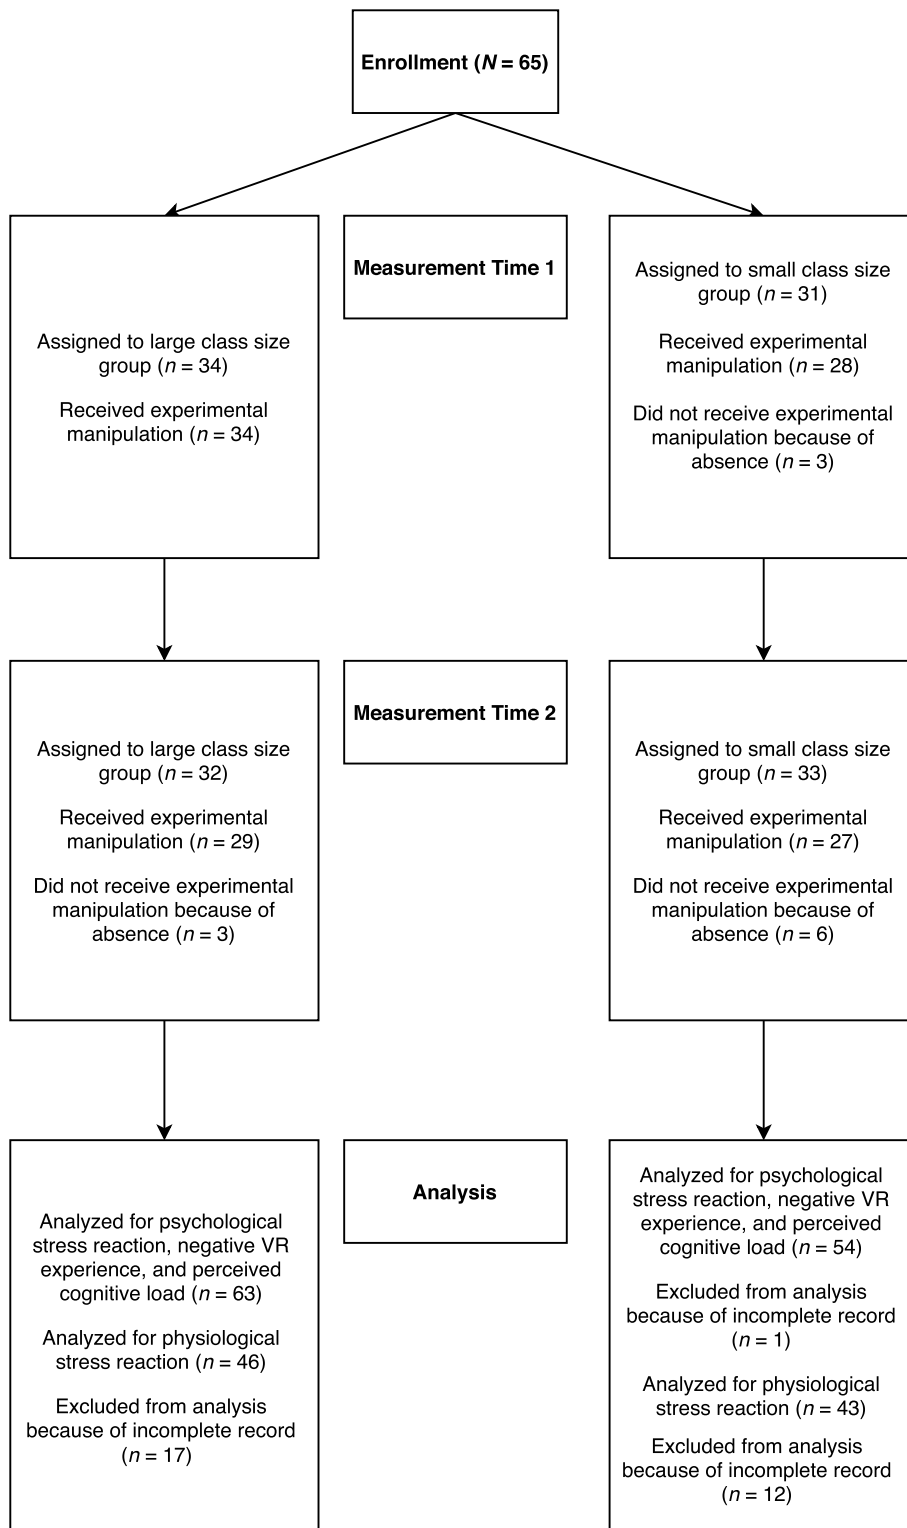 Enrollment (N = 65)
Measurement Time 1
Assigned to large class size
group (n = 34)
Received experimental
manipulation (n = 34)
Assigned to small class size
group (n = 31)
Received experimental
manipulation (n = 28)
Did not receive experimental
manipulation because of
absence (n = 3)
Measurement Time 2
Assigned to large class size
group (n = 32)
Received experimental
manipulation (n = 29)
Did not receive experimental
manipulation because of
absence (n = 3)
Assigned to small class size
group (n = 33)
Received experimental
manipulation (n = 27)
Did not receive experimental
manipulation because of
absence (n = 6)
Analysis
Analyzed for psychological
stress reaction, negative VR
experience, and perceived
cognitive load (n = 63)
Analyzed for physiological
stress reaction (n = 46)
Excluded from analysis
because of incomplete record
(n = 17)
Analyzed for psychological
stress reaction, negative VR
experience, and perceived
cognitive load (n = 54)
Excluded from analysis
because of incomplete record
(n = 1)
Analyzed for physiological
stress reaction (n = 43)
Excluded from analysis
because of incomplete record
(n = 12)